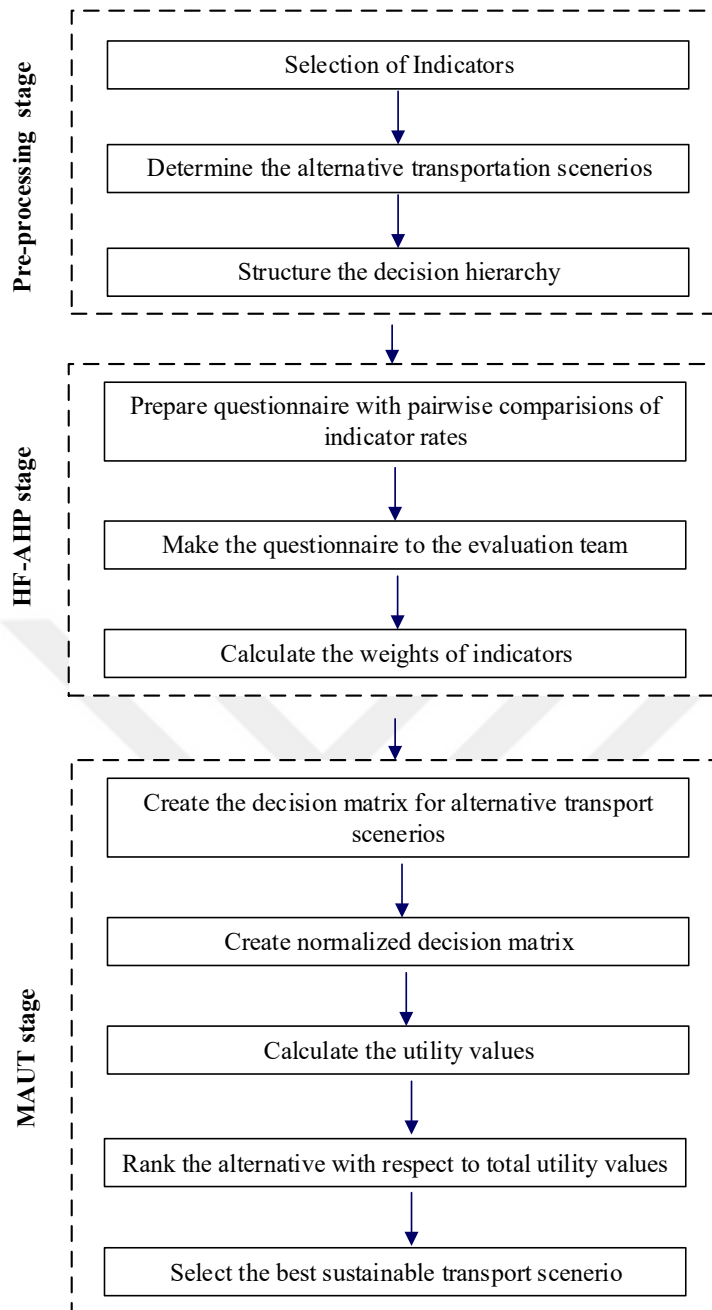 Pre-processing stage
Selection of Indicators
Determine the alternative transportation scenerios
Structure the decision hierarchy
HF-AHP stage
Prepare questionnaire with pairwise comparisions of
indicator rates
Make the questionnaire to the evaluation team
Calculate the weights of indicators
MAUT stage
Create the decision matrix for alternative transport
scenerios
Create normalized decision matrix
Calculate the utility values
Rank the alternative with respect to total utility values
Select the best sustainable transport scenerio